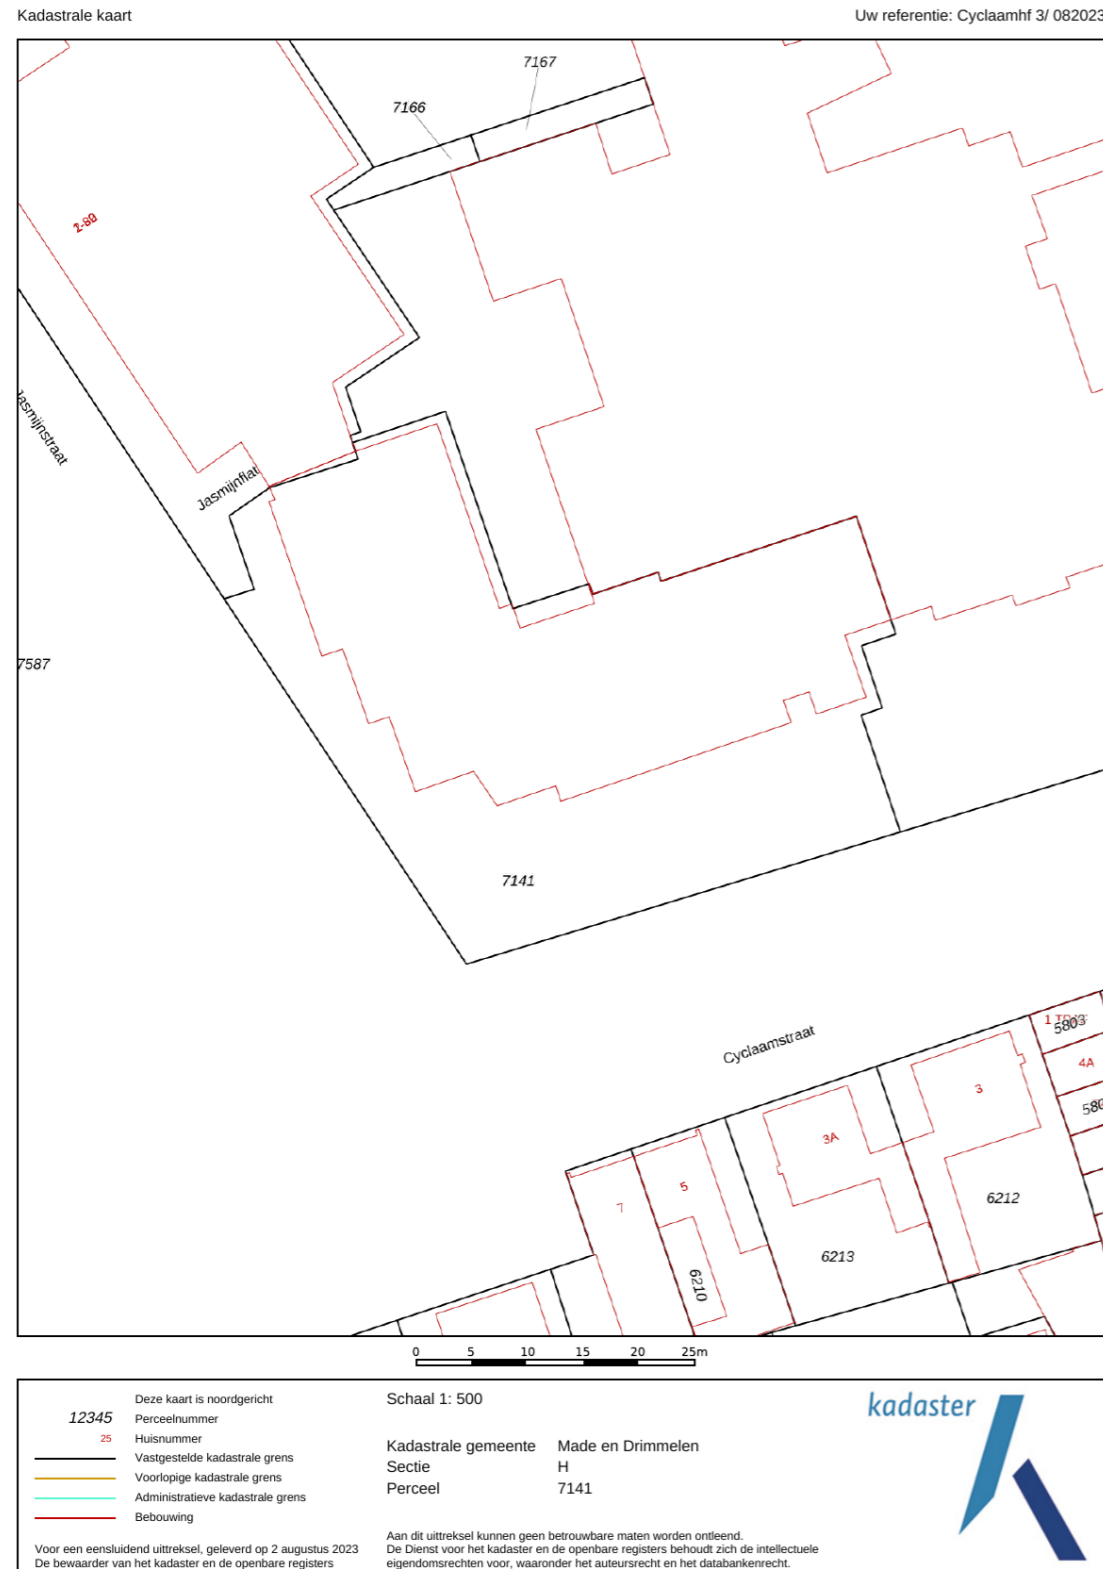 Kadastrale kaart
Uw referentie: Cyclaamhf 3/ 082023
7167
7166
Jasmijnstraat
Jasmijnflat
7587
7141
Cyclaamstraat
5803
4A
3
3A
5
7
6212
6213
6210
0 5 10 15 20 25m
Deze kaart is noordgericht
12345 Perceelnummer
25 Huisnummer
Vastgestelde kadastrale grens
Voorlopige kadastrale grens
Administratieve kadastrale grens
Bebouwing
Voor een eensluidend uittreksel, geleverd op 2 augustus 2023
De bewaarder van het kadaster en de openbare registers
Schaal 1: 500
Kadastrale gemeente Made en Drimmelen
Sectie H
Perceel 7141
Aan dit uittreksel kunnen geen betrouwbare maten worden ontleend.
De Dienst voor het kadaster en de openbare registers behoudt zich de intellectuele
eigendomsrechten voor, waaronder het auteursrecht en het databankenrecht.
kadaster